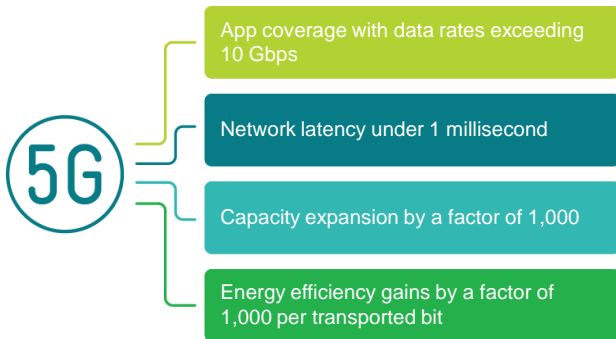 5G
App coverage with data rates exceeding
10 Gbps
Network latency under 1 millisecond
Capacity expansion by a factor of 1,000
Energy efficiency gains by a factor of
1,000 per transported bit